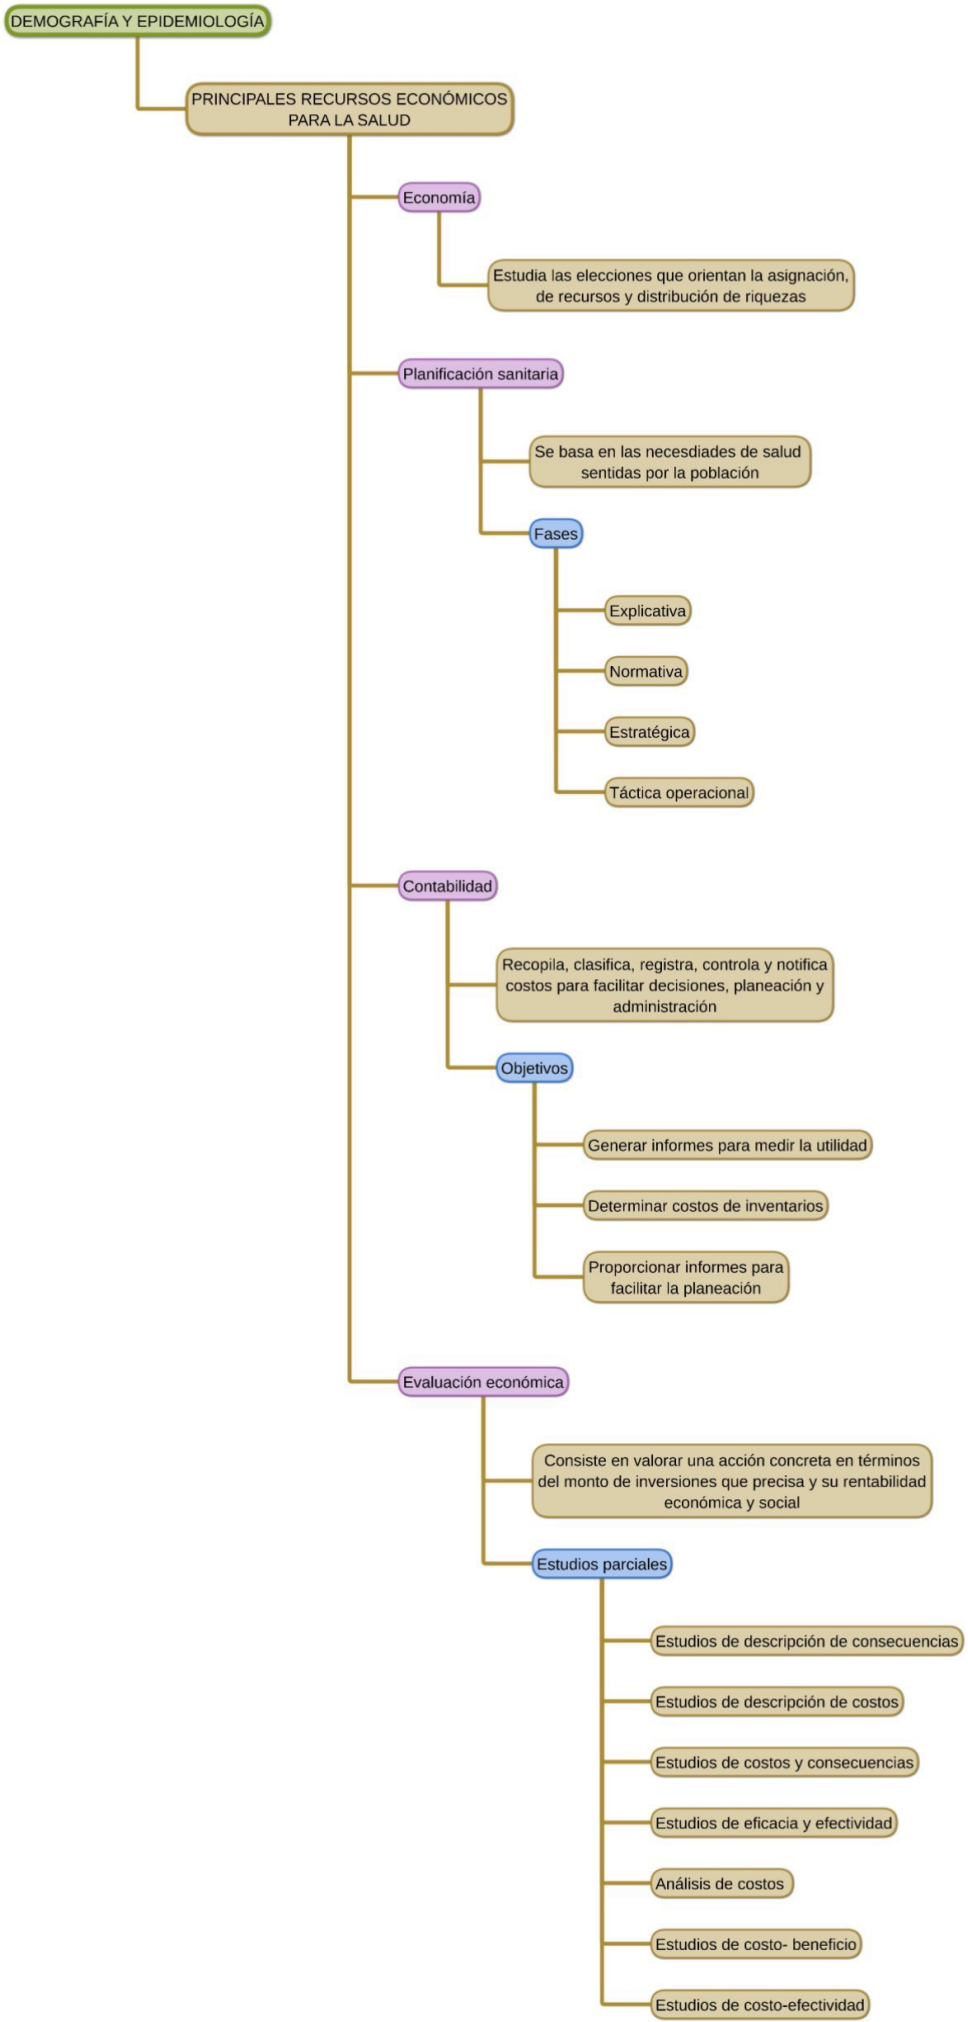 DEMOGRAFÍA Y EPIDEMIOLOGÍA
PRINCIPALES RECURSOS ECONÓMICOS
PARA LA SALUD
Economía
Estudia las elecciones que orientan la asignación,
de recursos y distribución de riquezas
Planificación sanitaria
Se basa en las necesdiades de salud
sentidas por la población
Fases
Explicativa
Normativa
Estratégica
Táctica operacional
Contabilidad
Recopila, clasifica, registra, controla y notifica
costos para facilitar decisiones, planeación y
administración
Objetivos
Generar informes para medir la utilidad
Determinar costos de inventarios
Proporcionar informes para
facilitar la planeación
Evaluación económica
Consiste en valorar una acción concreta en términos
del monto de inversiones que precisa y su rentabilidad
económica y social
Estudios parciales
Estudios de descripción de consecuencias
Estudios de descripción de costos
Estudios de costos y consecuencias
Estudios de eficacia y efectividad
Análisis de costos
Estudios de costo- beneficio
Estudios de costo-efectividad